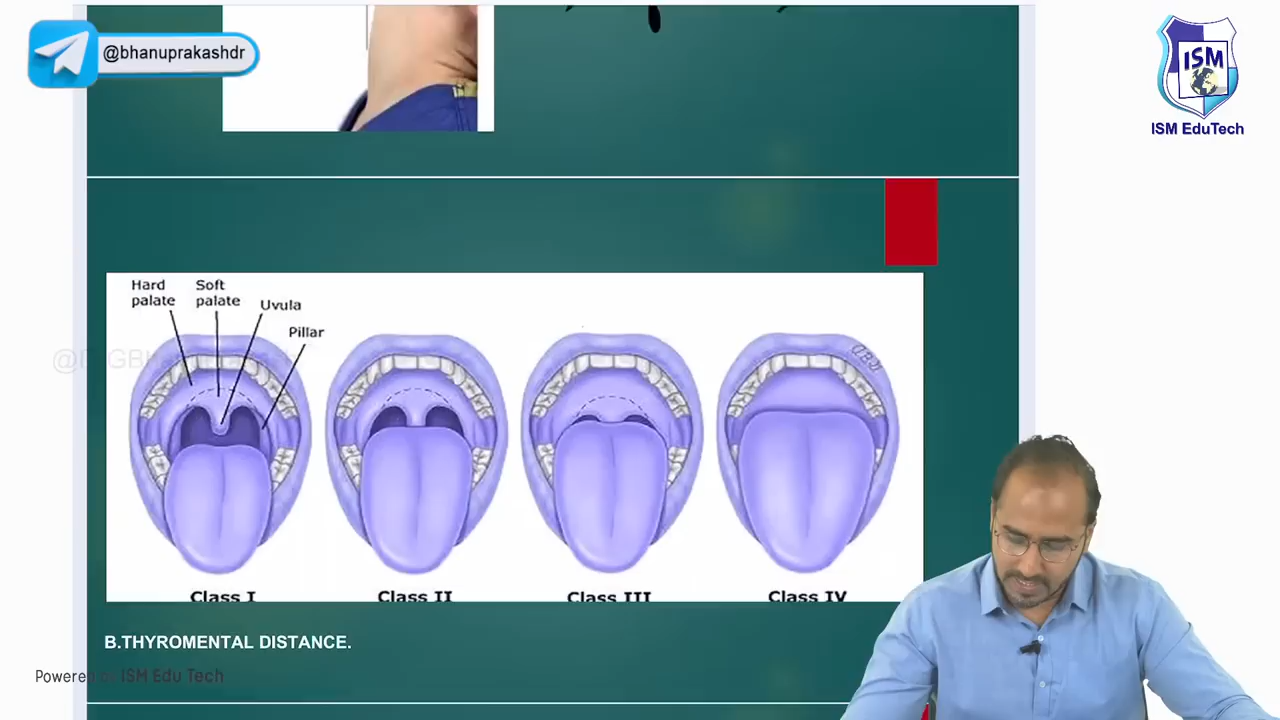 @bhanuprakashdr
ISM
ISM EduTech
Hard
palate
Soft
palate
Uvula
Pillar
Class I
Class II
Class III
Class IV
B.THYROMENTAL DISTANCE.
Powered by ISM Edu Tech